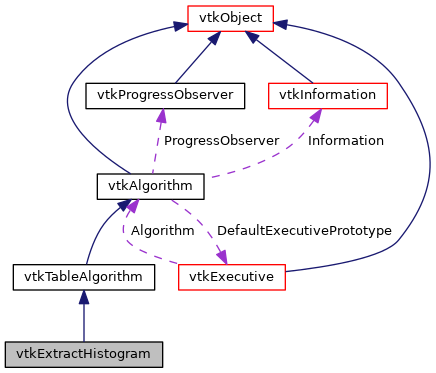 vtkObject
vtkProgressObserver
vtkInformation
ProgressObserver
Information
vtkAlgorithm
Algorithm
DefaultExecutivePrototype
vtkTableAlgorithm
vtkExecutive
vtkExtractHistogram